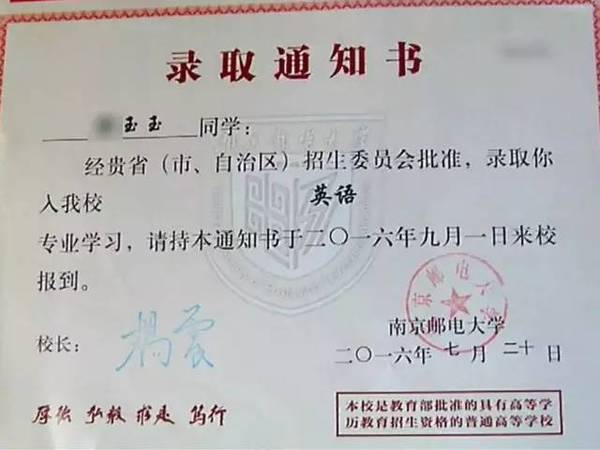 录取通知书
玉玉 同学:
经贵省（市、自治区）招生委员会批准，录取你
入我校 英语
专业学习，请持本通知书于二〇一六年九月一日来校
报到。
南京邮电大学
校长: 杨震
二〇一六年 七 月 二十 日
厚德 弘毅 求是 笃行
本校是教育部批准的具有高等学
历教育招生资格的普通高等学校